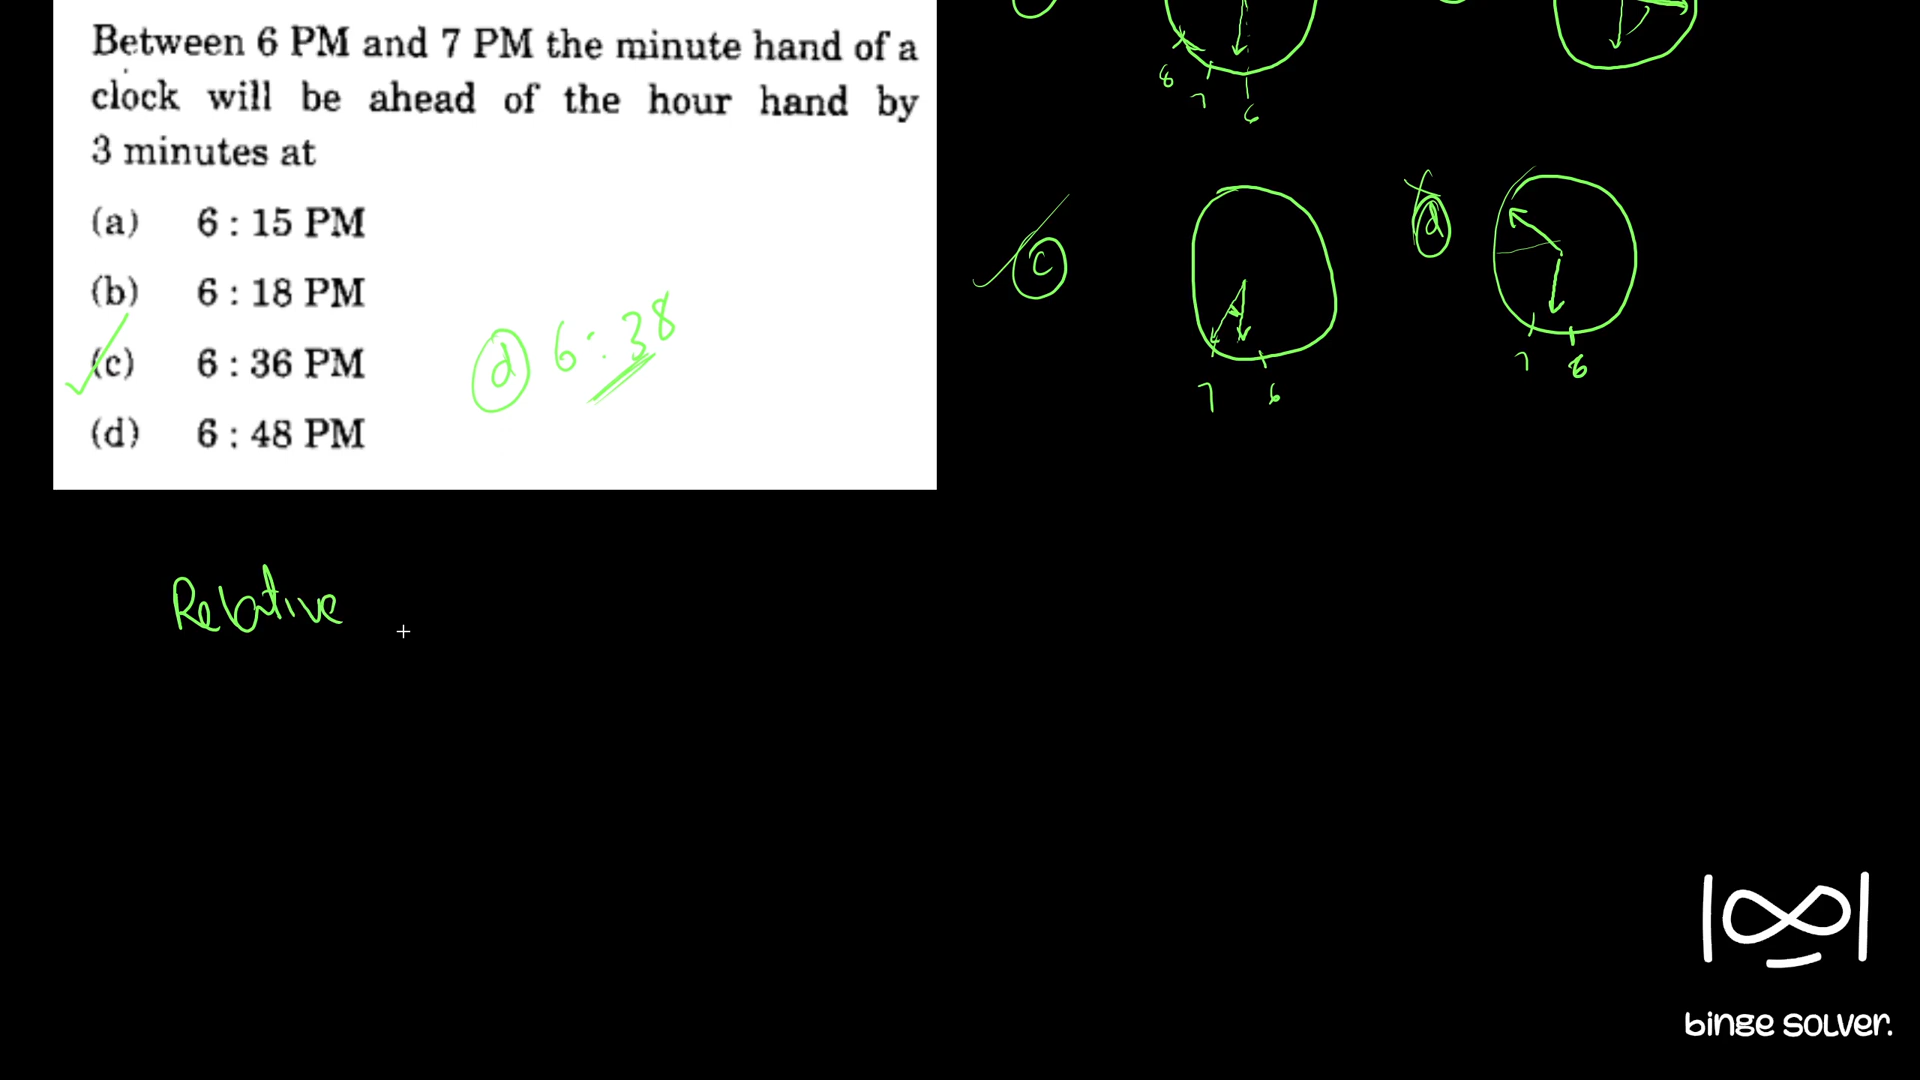 Between 6 PM and 7 PM the minute hand of a
clock will be ahead of the hour hand by
3 minutes at
(a) 6 : 15 PM
(b) 6 : 18 PM
(c) 6 : 36 PM
(d) 6 : 48 PM
(d) 6 : 38
8
7
6
(c)
7 6
(d)
7 6
Relative
binge solver.